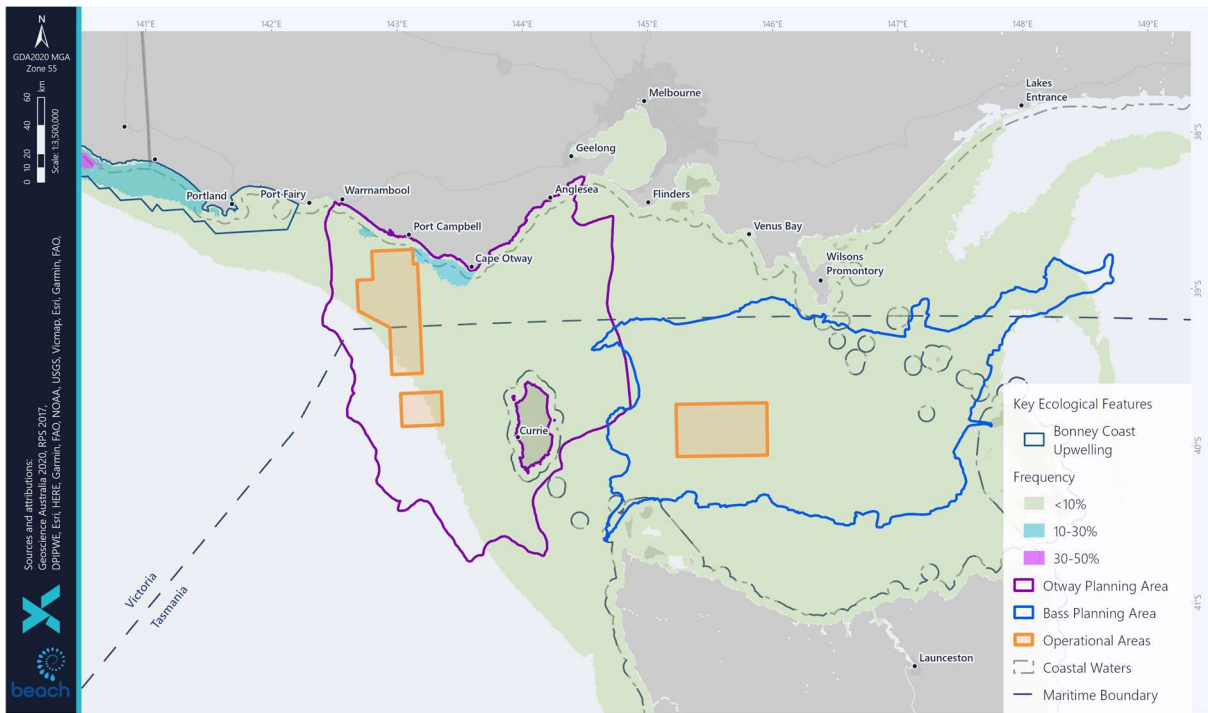 N
GDA2020 MGA
Zone 55
0 10 20 40 60
km
Scale: 1:3,500,000
Sources and attributions:
Geoscience Australia 2020, RPS 2017,
DPIPWE, Esri, HERE, Garmin, FAO, NOAA, USGS, Vicmap, Esri, Garmin, FAO,
beach
141°E
142°E
143°E
144°E
145°E
146°E
147°E
148°E
149°E
38°S
39°S
40°S
41°S
Melbourne
Lakes
Entrance
Geelong
Portland
Port Fairy
Warrnambool
Anglesea
Flinders
Port Campbell
Venus Bay
Cape Otway
Wilsons
Promontory
Currie
Victoria
Tasmania
Launceston
Key Ecological Features
Bonney Coast
Upwelling
Frequency
<10%
10-30%
30-50%
Otway Planning Area
Bass Planning Area
Operational Areas
Coastal Waters
Maritime Boundary